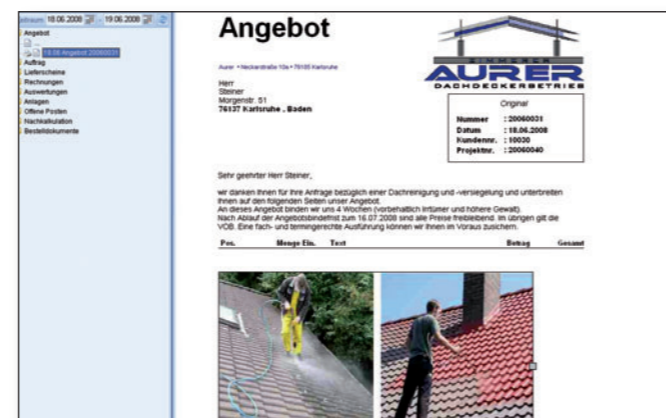 Zeitraum 18.06.2008 - 19.06.2008
Angebot
...
18.06 Angebot 20060031
Auftrag
Lieferscheine
Rechnungen
Auswertungen
Anlagen
Offene Posten
Nachkalkulation
Bestelldokumente
Angebot
ZIMMEREI
AURER
DACHDECKERBETRIEB
Aurer • Neckarstraße 10a • 76185 Karlsruhe
Herr
Steiner
Morgenstr. 51
76137 Karlsruhe , Baden
Original
Nummer : 20060031
Datum : 18.06.2008
Kundennr. : 10030
Projektnr. : 20060040
Sehr geehrter Herr Steiner,
wir danken Ihnen für Ihre Anfrage bezüglich einer Dachreinigung und -versiegelung und unterbreiten
Ihnen auf den folgenden Seiten unser Angebot.
An dieses Angebot binden wir uns 4 Wochen (vorbehaltlich Irrtümer und höhere Gewalt).
Nach Ablauf der Angebotsbindefrist zum 16.07.2008 sind alle Preise freibleibend. Im übrigen gilt die
VOB. Eine fach- und termingerechte Ausführung können wir Ihnen im Voraus zusichern.
Pos. Menge Ein. Text Betrag Gesamt